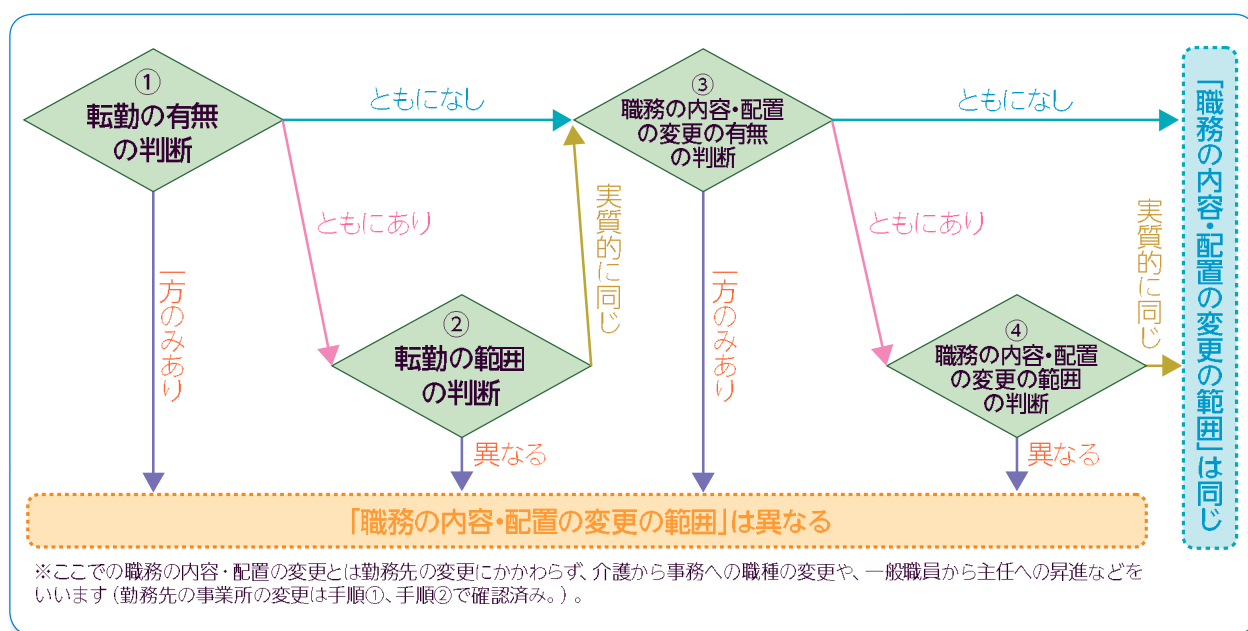 ①
転勤の有無
の判断
ともになし
ともにあり
一方のみあり
②
転勤の範囲
の判断
実質的に同じ
異なる
③
職務の内容・配置
の変更の有無
の判断
ともになし
ともにあり
一方のみあり
④
職務の内容・配置
の変更の範囲
の判断
実質的に同じ
異なる
「職務の内容・配置の変更の範囲」は同じ
「職務の内容・配置の変更の範囲」は異なる
※ここでの職務の内容・配置の変更とは勤務先の変更にかかわらず、介護から事務への職種の変更や、一般職員から主任への昇進などを
いいます(勤務先の事業所の変更は手順①、手順②で確認済み。)。